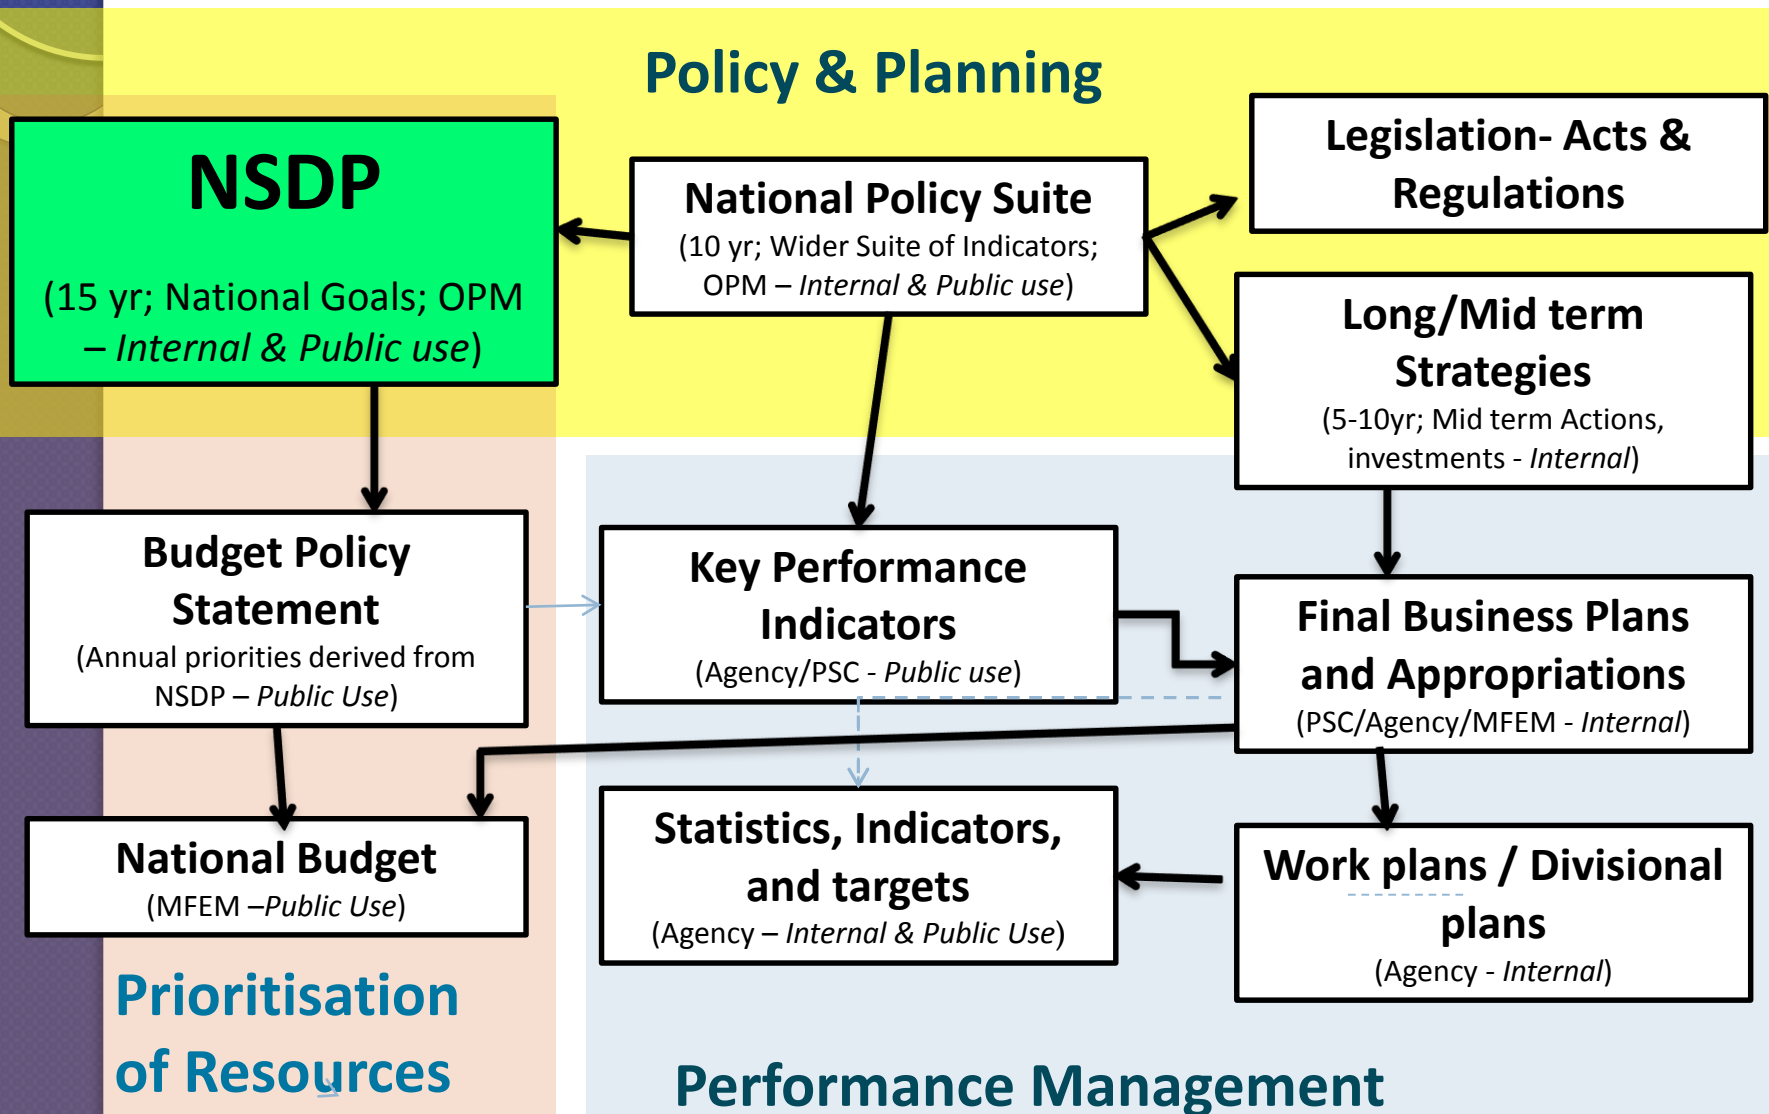 Policy & Planning
NSDP
(15 yr; National Goals; OPM
– Internal & Public use)
National Policy Suite
(10 yr; Wider Suite of Indicators;
OPM – Internal & Public use)
Legislation- Acts &
Regulations
Long/Mid term
Strategies
(5-10yr; Mid term Actions,
investments - Internal)
Budget Policy
Statement
(Annual priorities derived from
NSDP – Public Use)
Key Performance
Indicators
(Agency/PSC - Public use)
Final Business Plans
and Appropriations
(PSC/Agency/MFEM - Internal)
National Budget
(MFEM –Public Use)
Statistics, Indicators,
and targets
(Agency – Internal & Public Use)
Work plans / Divisional
plans
(Agency - Internal)
Prioritisation
of Resources
Performance Management